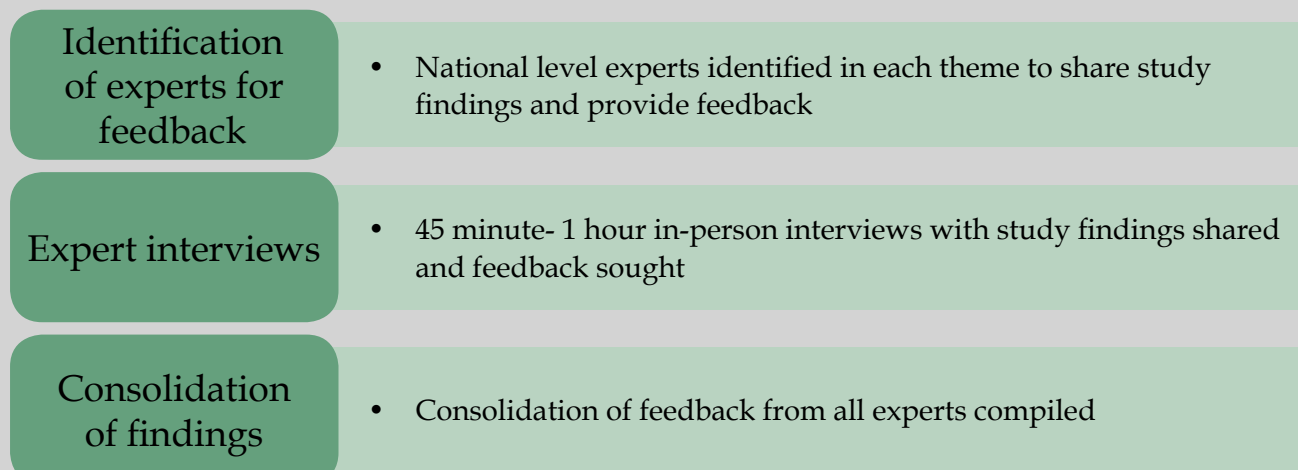 Identification
of experts for
feedback
• National level experts identified in each theme to share study
findings and provide feedback
Expert interviews
• 45 minute- 1 hour in-person interviews with study findings shared
and feedback sought
Consolidation
of findings
• Consolidation of feedback from all experts compiled